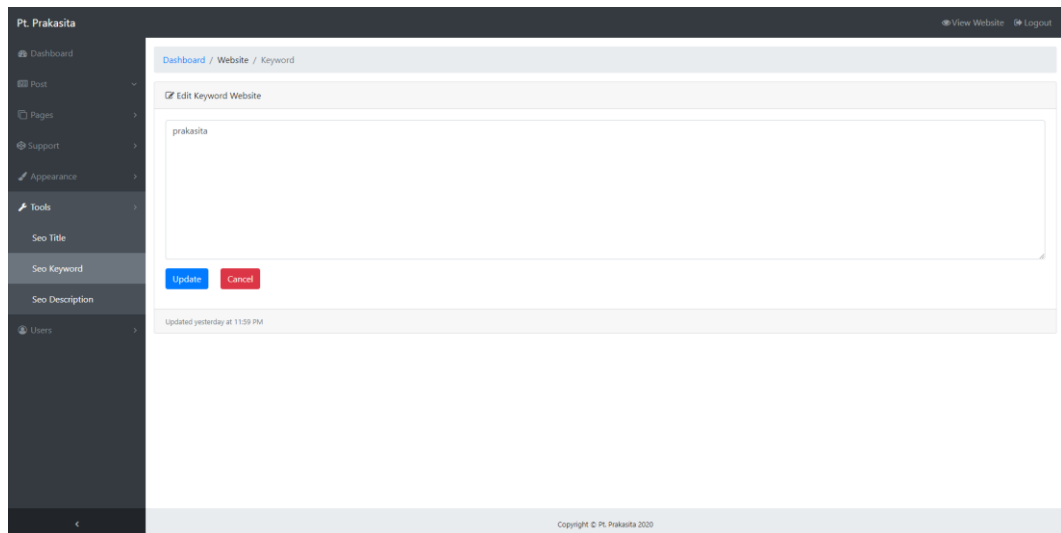 Pt. Prakasita
View Website Logout
Dashboard
Post
Pages
Support
Appearance
Tools
Seo Title
Seo Keyword
Seo Description
Users
Dashboard / Website / Keyword
Edit Keyword Website
prakasita
Update Cancel
Updated yesterday at 11:59 PM
Copyright © Pt. Prakasita 2020